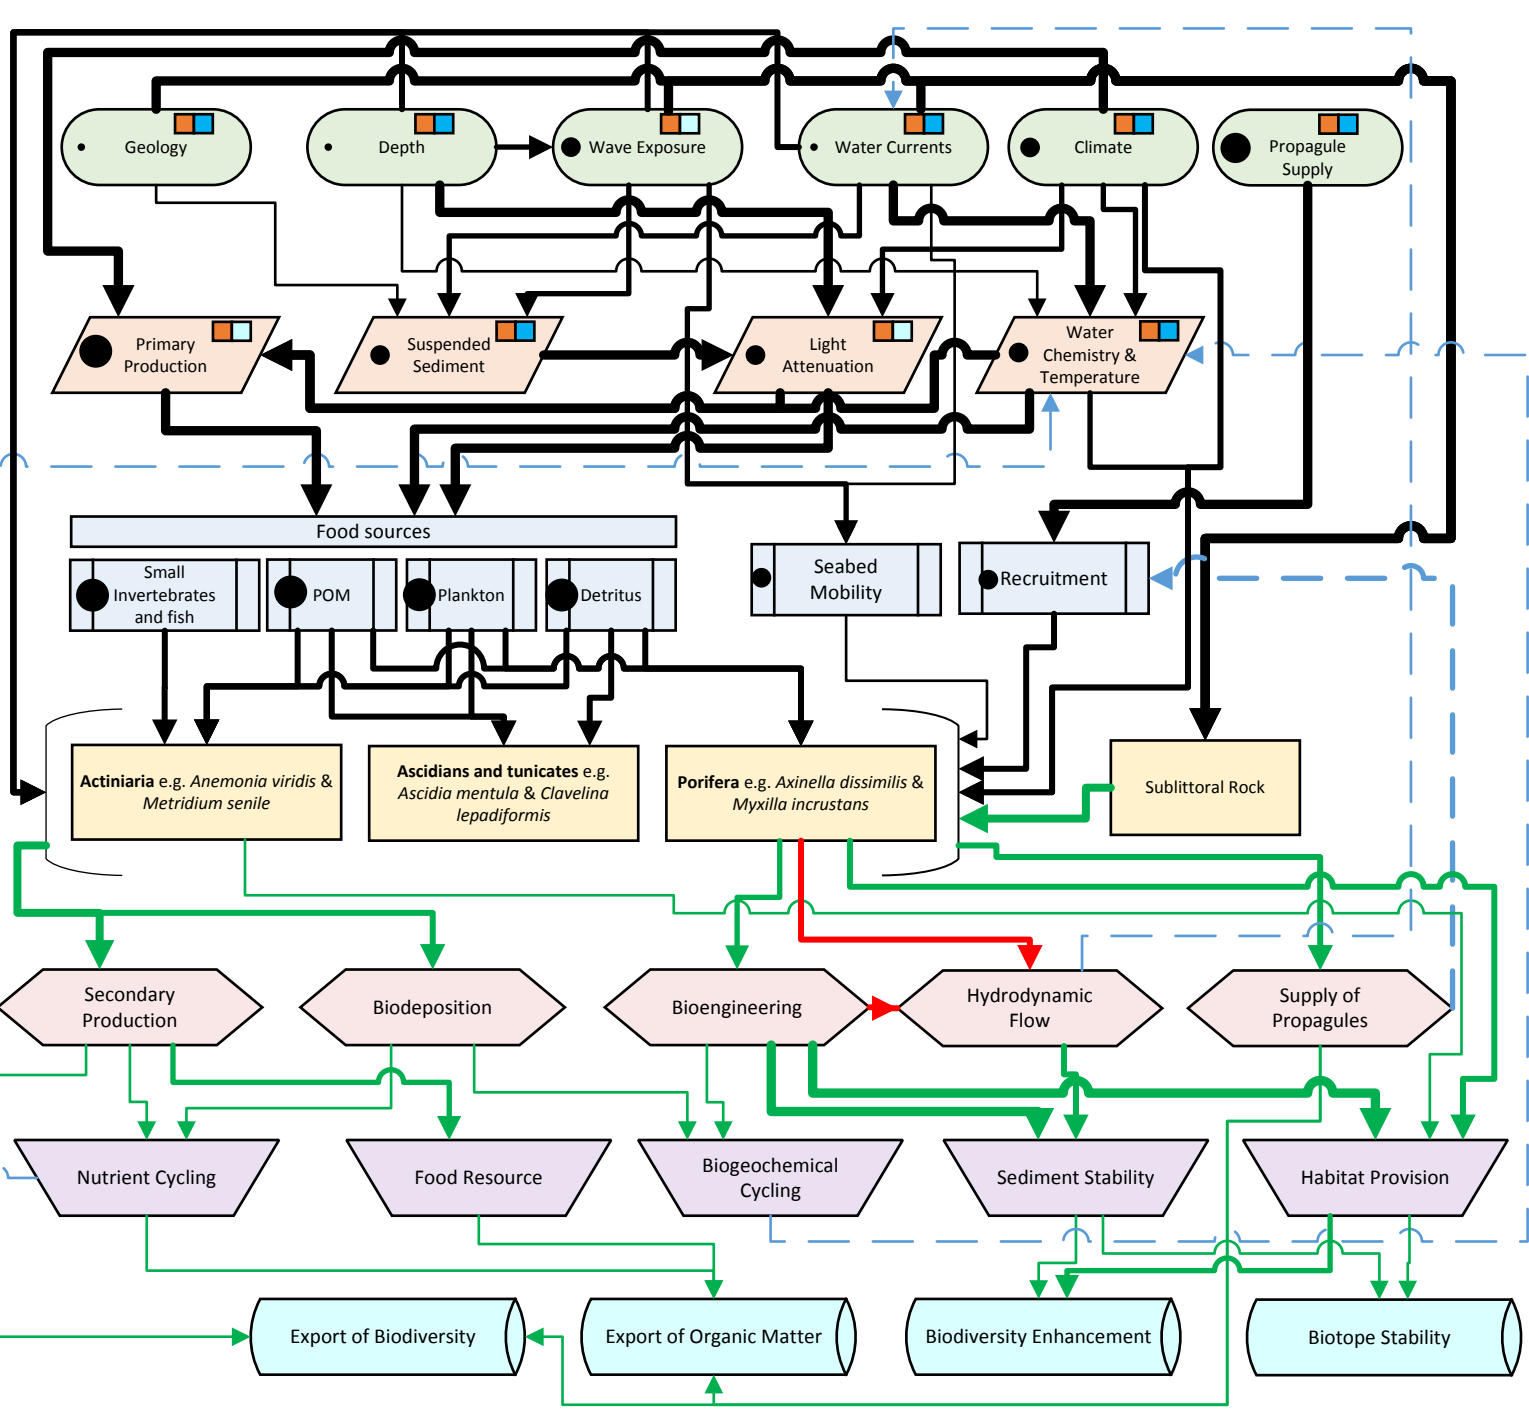 Geology
Depth
Wave Exposure
Water Currents
Climate
Propagule
Supply
Primary
Production
Suspended
Sediment
Light
Attenuation
Water
Chemistry &
Temperature
Food sources
Small
Invertebrates
and fish
POM
Plankton
Detritus
Seabed
Mobility
Recruitment
Actiniaria e.g. Anemonia viridis &
Metridium senile
Ascidians and tunicates e.g.
Ascidia mentula & Clavelina
lepadiformis
Porifera e.g. Axinella dissimilis &
Myxilla incrustans
Sublittoral Rock
Secondary
Production
Biodeposition
Bioengineering
Hydrodynamic
Flow
Supply of
Propagules
Nutrient Cycling
Food Resource
Biogeochemical
Cycling
Sediment Stability
Habitat Provision
Export of Biodiversity
Export of Organic Matter
Biodiversity Enhancement
Biotope Stability